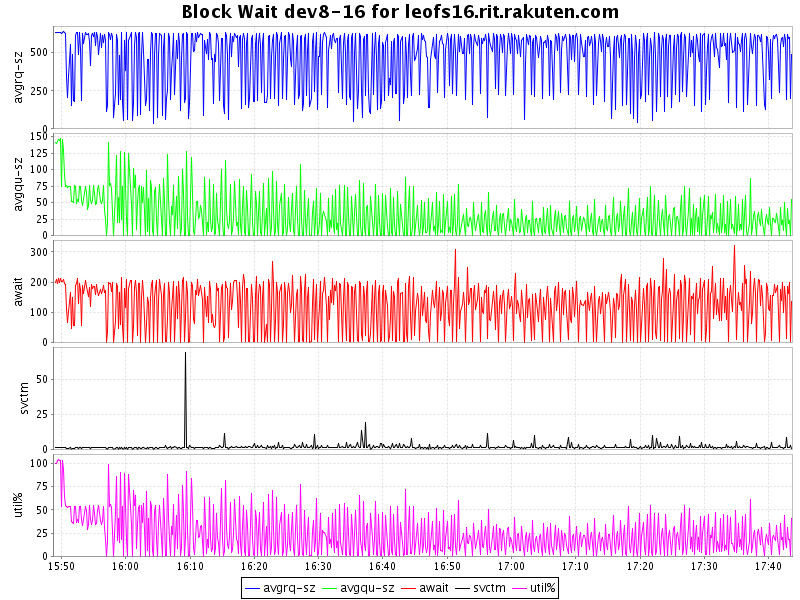 Block Wait dev8-16 for leofs16.rit.rakuten.com
avgrq-sz
500
250
0
avgqu-sz
150
125
100
75
50
25
0
await
300
200
100
0
svctm
50
25
0
util%
100
75
50
25
0
15:50 16:00 16:10 16:20 16:30 16:40 16:50 17:00 17:10 17:20 17:30 17:40
avgrq-sz avgqu-sz await svctm util%